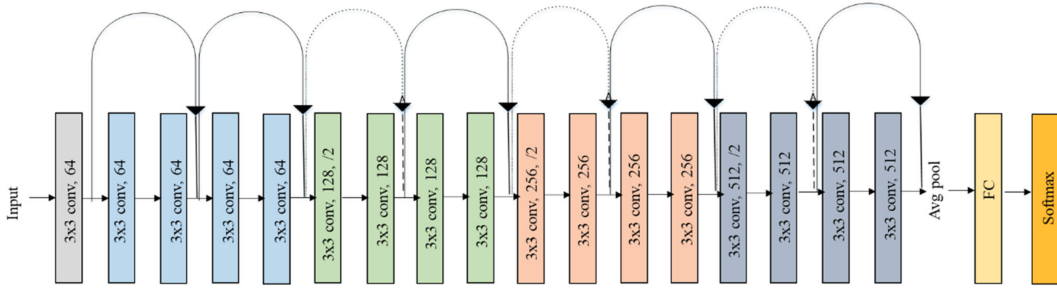 Input
3x3 conv, 64
3x3 conv, 64
3x3 conv, 64
3x3 conv, 64
3x3 conv, 64
3x3 conv, 128, /2
3x3 conv, 128
3x3 conv, 128
3x3 conv, 128
3x3 conv, 256, /2
3x3 conv, 256
3x3 conv, 256
3x3 conv, 256
3x3 conv, 512, /2
3x3 conv, 512
3x3 conv, 512
3x3 conv, 512
Avg pool
FC
Softmax